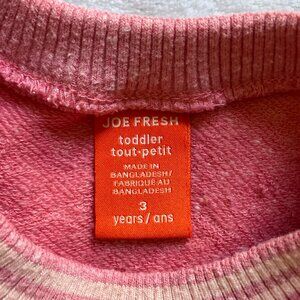 JOE FRESH
toddler
tout-petit
MADE IN
BANGLADESH/
FABRIQUÉ AU
BANGLADESH
3
years/ans